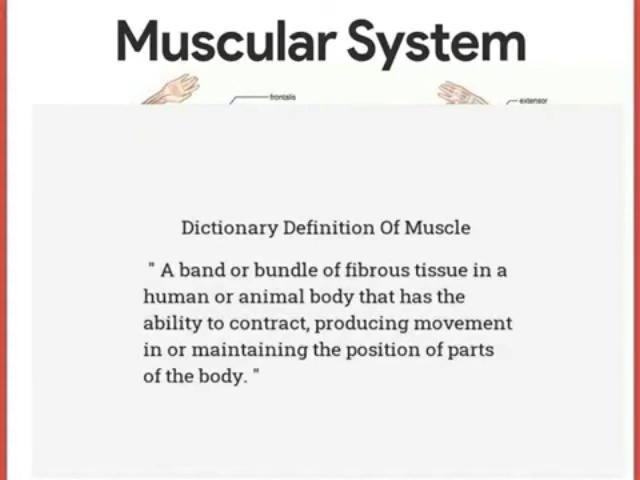 Muscular System
frontalis
extensor
Dictionary Definition Of Muscle
" A band or bundle of fibrous tissue in a
human or animal body that has the
ability to contract, producing movement
in or maintaining the position of parts
of the body. "